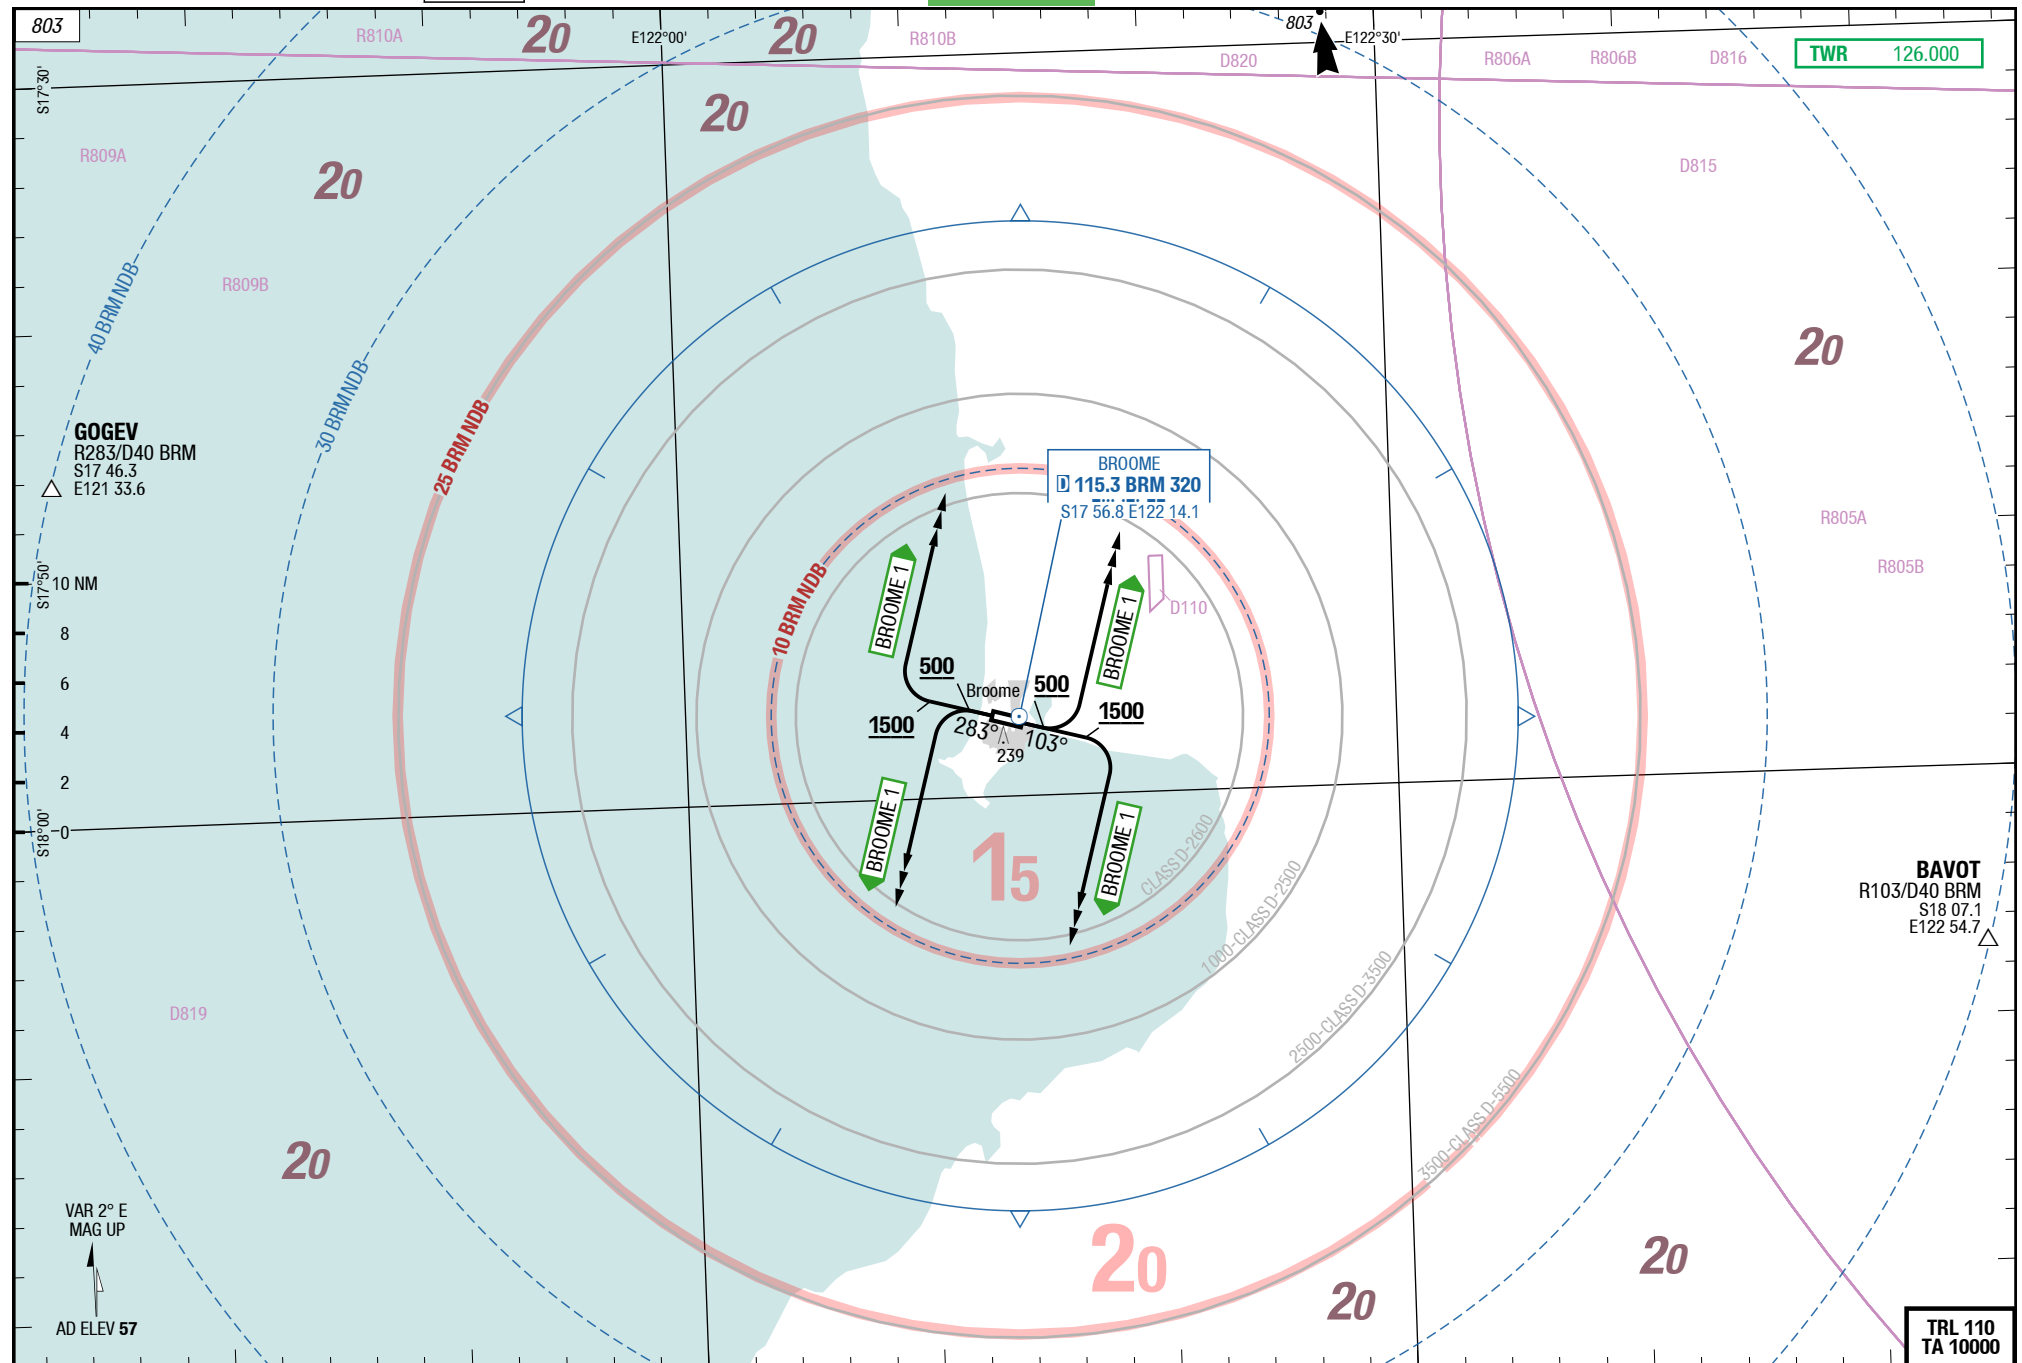 803
R810A
20
E122°00'
20
R810B
803
E122°30'
D820
R806A
R806B
D816
TWR 126.000
S17°30'
20
R809A
20
D815
R809B
40 BRM NDB
30 BRM NDB
20
25 BRM NDB
GOGEV
R283/D40 BRM
S17 46.3
E121 33.6
BROOME
D 115.3 BRM 320
S17 56.8 E122 14.1
R805A
R805B
S17°50'
10 NM
8
6
4
2
0
S18°00'
10 BRM NDB
BROOME 1
BROOME 1
D110
500
Broome
500
1500
1500
283°
103°
239
BROOME 1
BROOME 1
15
CLASS D-2600
1000-CLASS D-2500
2500-CLASS D-3500
3500-CLASS D-5500
BAVOT
R103/D40 BRM
S18 07.1
E122 54.7
D819
20
VAR 2° E
MAG UP
AD ELEV 57
20
20
20
TRL 110
TA 10000